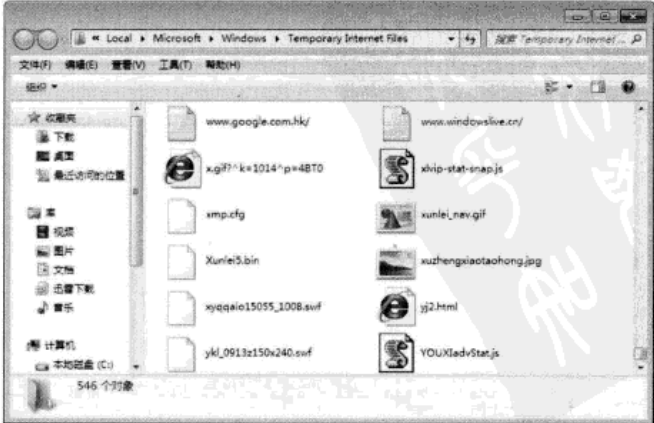 « Local ▸ Microsoft ▸ Windows ▸ Temporary Internet Files
搜索 Temporary Internet ...
文件(F) 编辑(E) 查看(V) 工具(T) 帮助(H)
组织
收藏夹
下载
桌面
最近访问的位置
库
视频
图片
文档
迅雷下载
音乐
计算机
本地磁盘 (C:)
www.google.com.hk/
www.windowslive.cn/
x.gif?^k=1014^p=4BT0
xlvip-stat-snap.js
xmp.cfg
xunlei_nav.gif
Xunlei5.bin
xuzhengxiaotaohong.jpg
xyqqaio15055_1008.swf
yj2.html
ykl_0913z150x240.swf
YOUXIadvStat.js
546 个对象